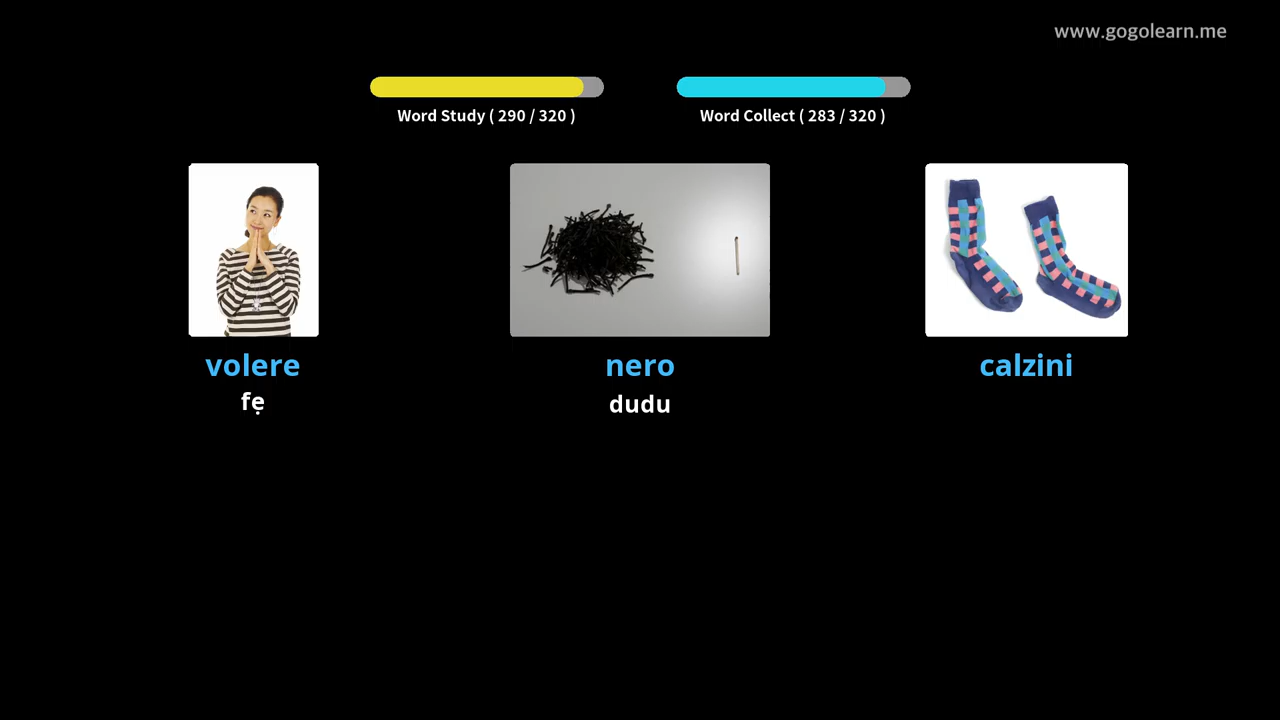 www.gogolearn.me
Word Study ( 290 / 320 )
Word Collect ( 283 / 320 )
volere
nero
calzini
fẹ
dudu